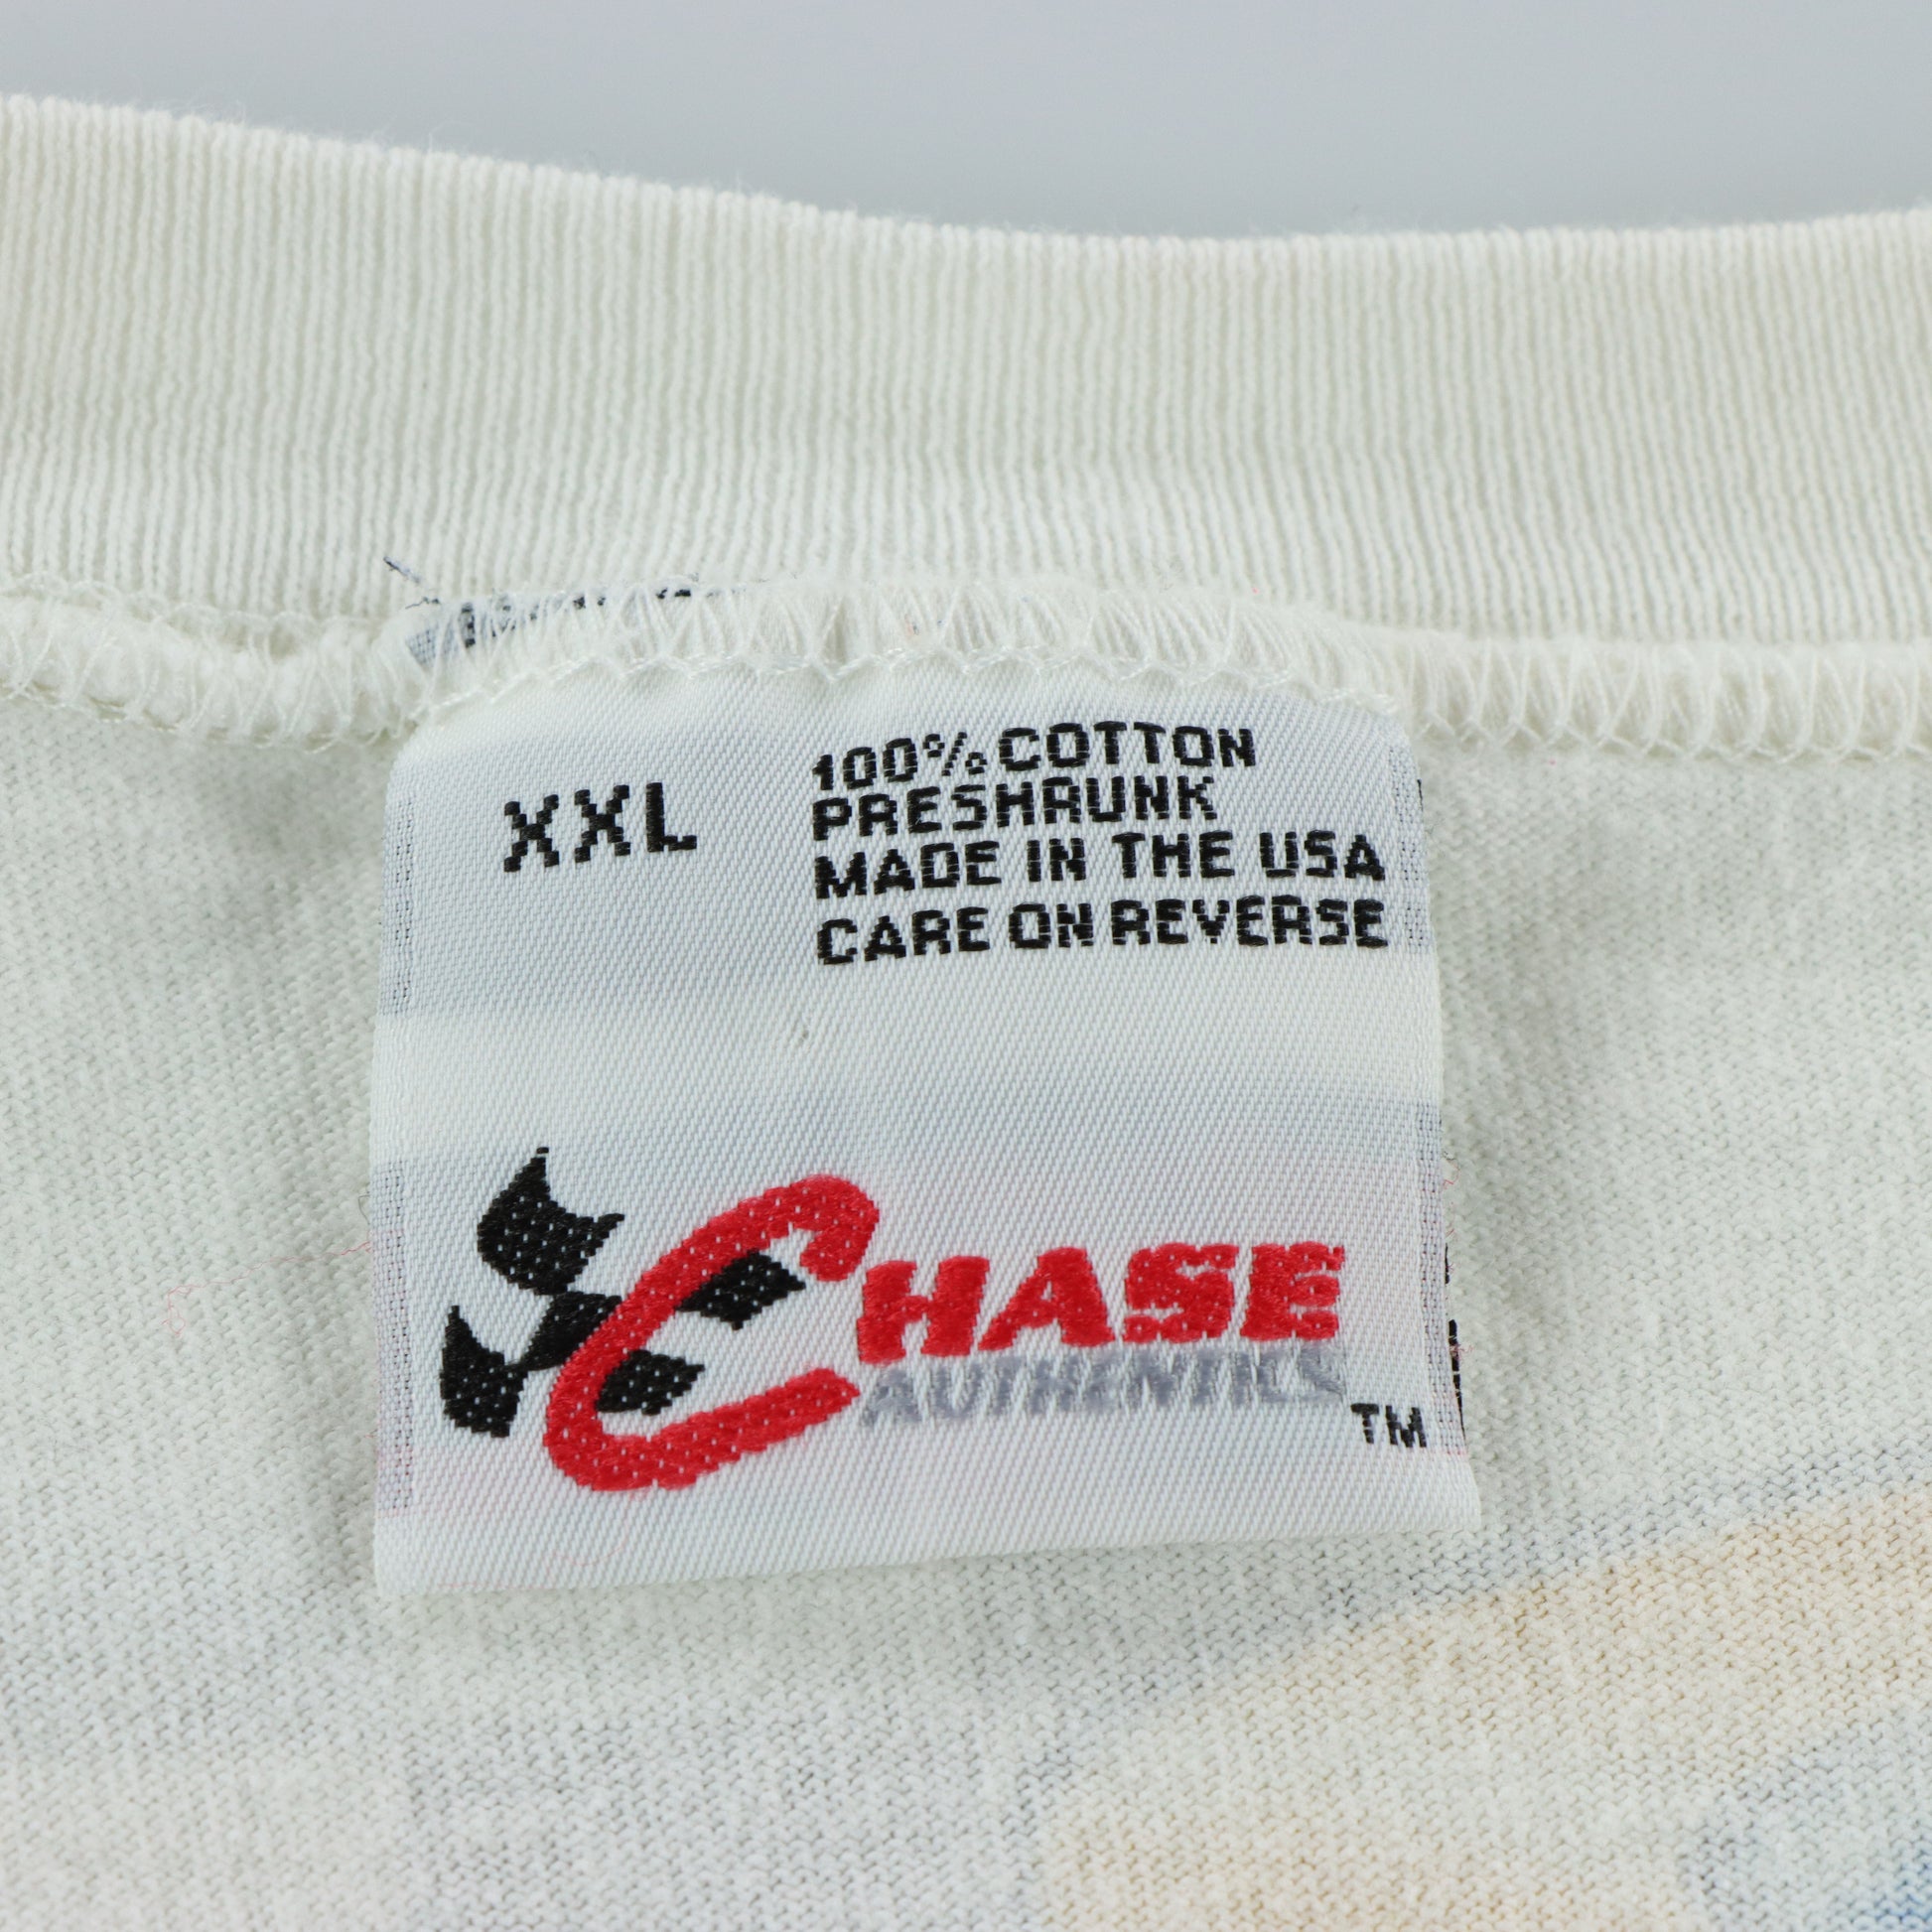 XXL
100% COTTON
PRESHRUNK
MADE IN THE USA
CARE ON REVERSE
CHASE
AUTHENTICS
TM